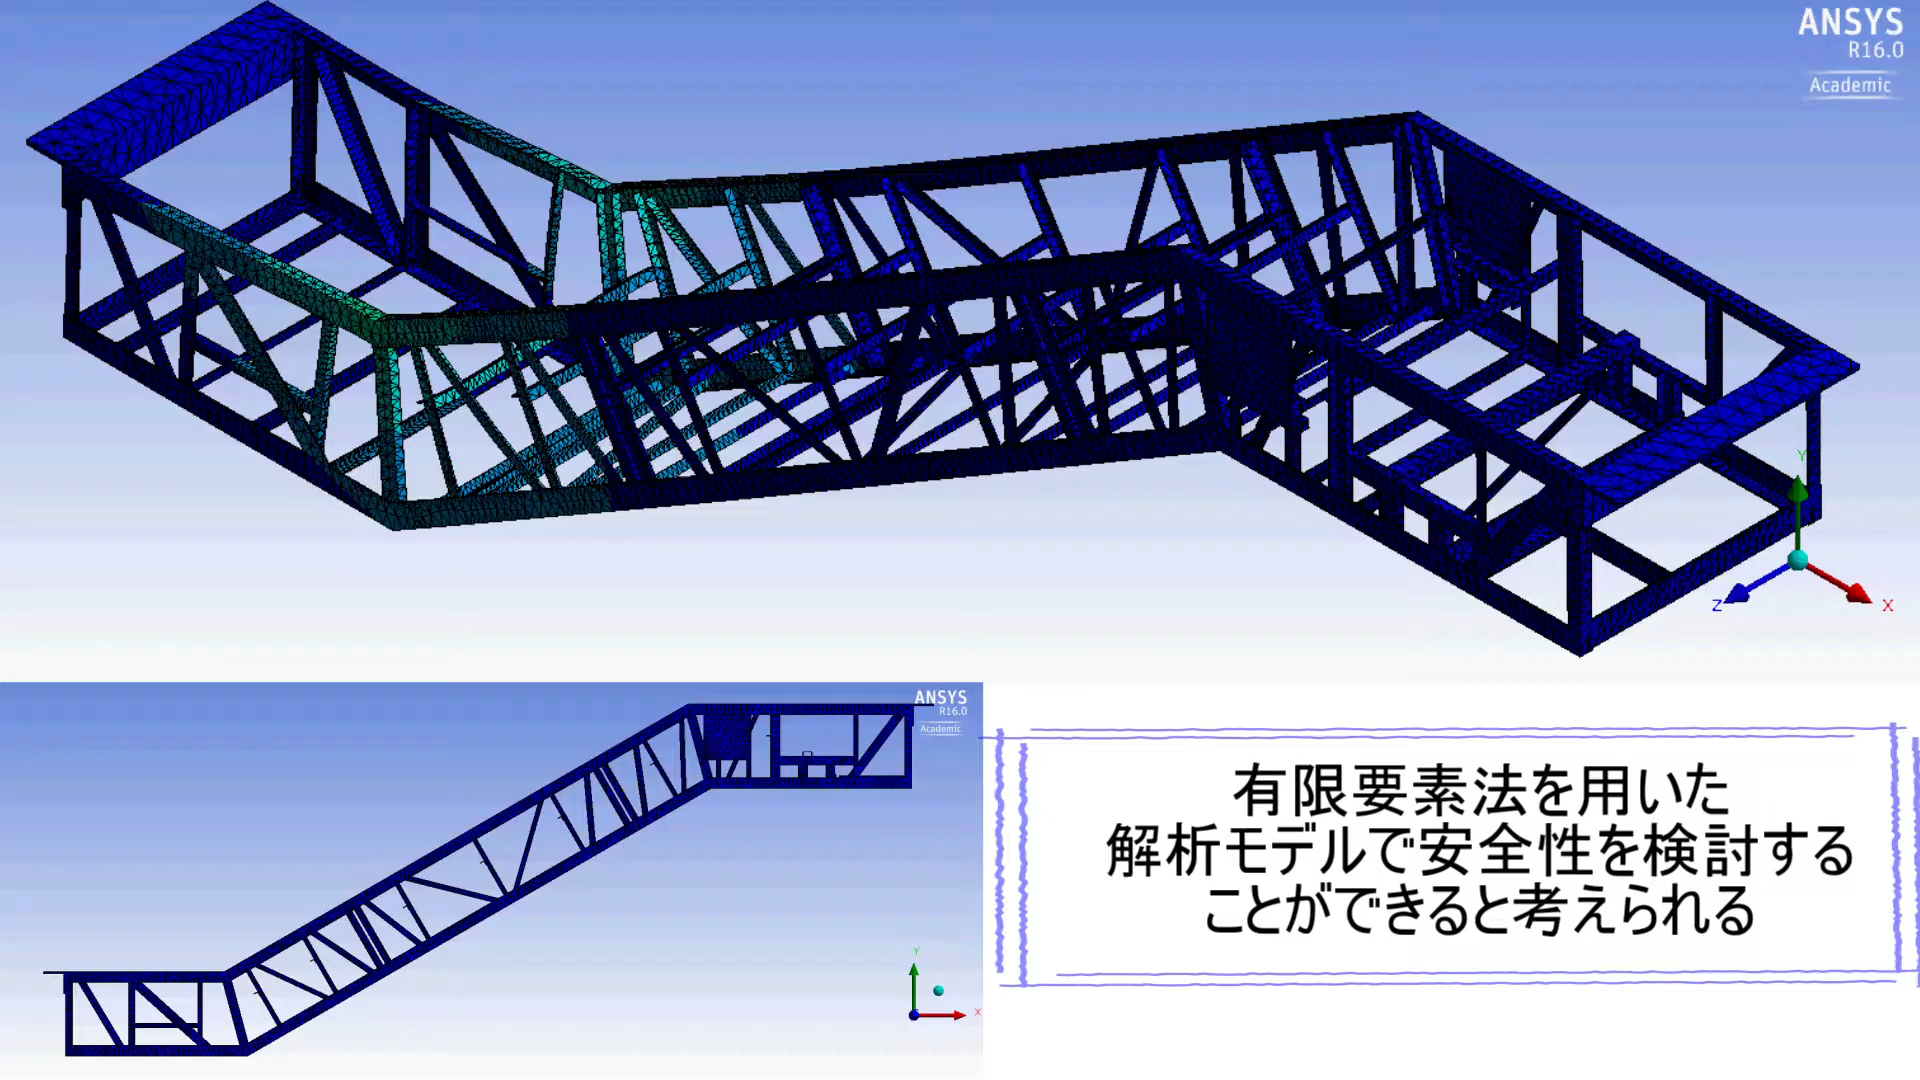 ANSYS
R16.0
Academic
Y
Z
X
ANSYS
R16.0
Academic
Y
X
有限要素法を用いた
解析モデルで安全性を検討する
ことができると考えられる